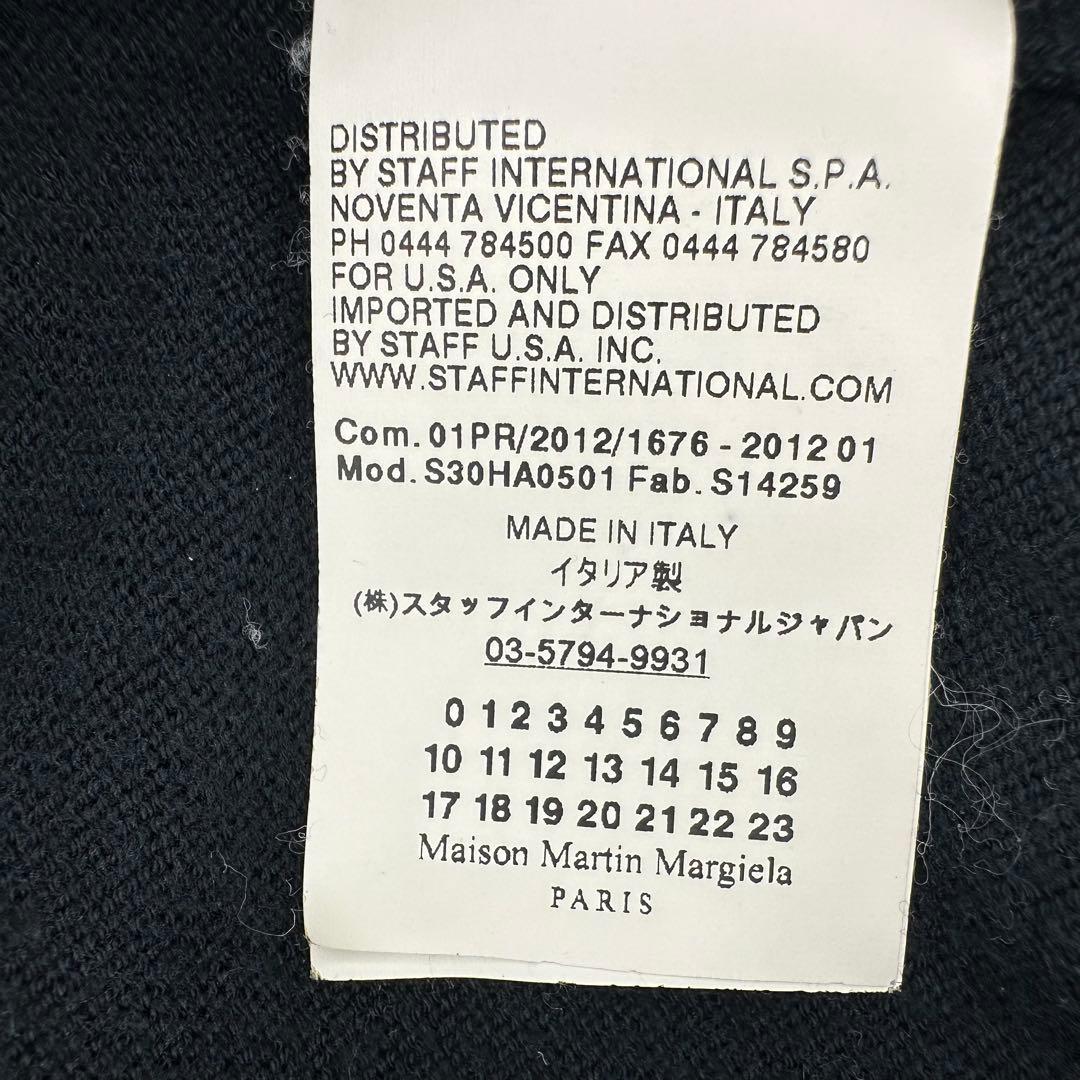 DISTRIBUTED
BY STAFF INTERNATIONAL S.P.A.
NOVENTA VICENTINA - ITALY
PH 0444 784500 FAX 0444 784580
FOR U.S.A. ONLY
IMPORTED AND DISTRIBUTED
BY STAFF U.S.A. INC.
WWW.STAFFINTERNATIONAL.COM
Com. 01PR/2012/1676 - 2012 01
Mod. S30HA0501 Fab. S14259
MADE IN ITALY
イタリア製
(株)スタッフインターナショナルジャパン
03-5794-9931
0 1 2 3 4 5 6 7 8 9
10 11 12 13 14 15 16
17 18 19 20 21 22 23
Maison Martin Margiela
PARIS